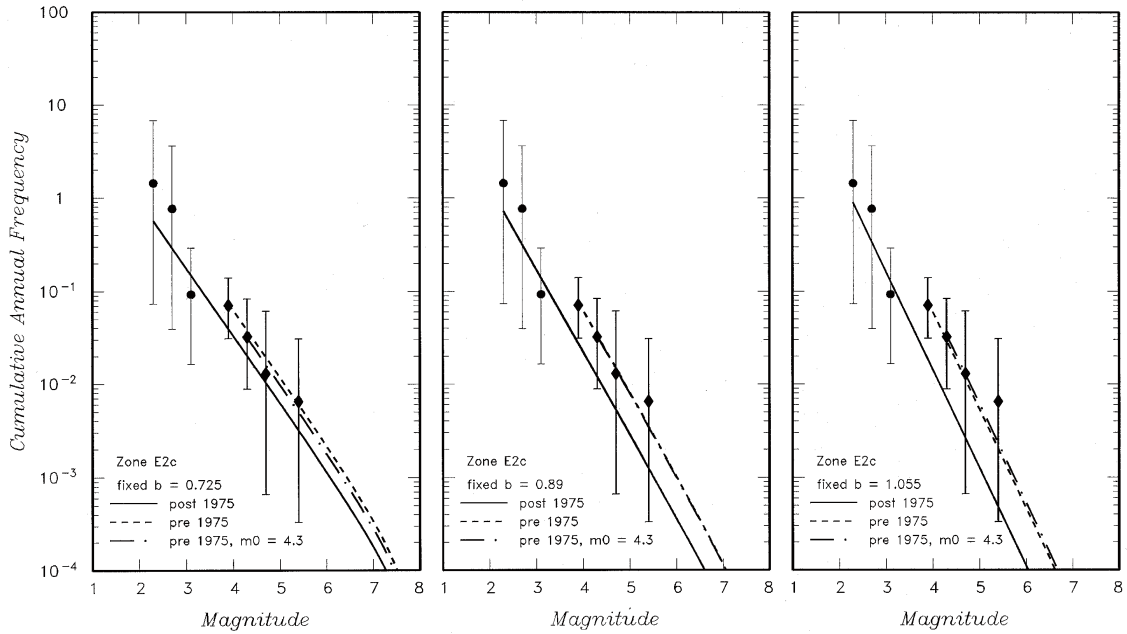 Cumulative Annual Frequency
100
10
1
10⁻¹
10⁻²
10⁻³
10⁻⁴
Zone E2c
fixed b = 0.725
post 1975
pre 1975
pre 1975, m0 = 4.3
1 2 3 4 5 6 7 8
Magnitude
Zone E2c
fixed b = 0.89
post 1975
pre 1975
pre 1975, m0 = 4.3
1 2 3 4 5 6 7 8
Magnitude
Zone E2c
fixed b = 1.055
post 1975
pre 1975
pre 1975, m0 = 4.3
1 2 3 4 5 6 7 8
Magnitude